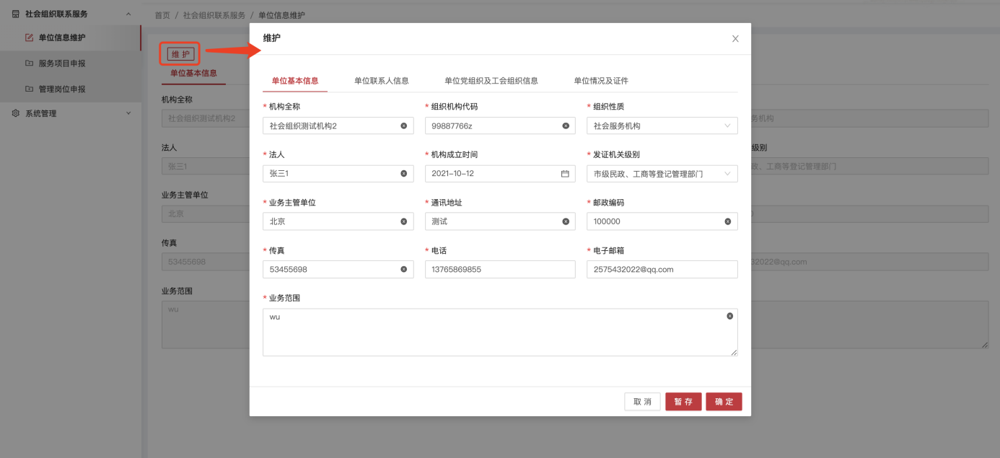 社会组织联系服务
首页 / 社会组织联系服务 / 单位信息维护
单位信息维护
服务项目申报
管理岗位申报
系统管理
维 护
单位基本信息
机构全称
社会组织测试机构2
务机构
法人
级别
张三1
政、工商等登记管理部门
业务主管单位
北京
传真
53455698
32022@qq.com
业务范围
wu
维护
单位基本信息 单位联系人信息 单位党组织及工会组织信息 单位情况及证件
* 机构全称 * 组织机构代码 * 组织性质
社会组织测试机构2 99887766z 社会服务机构
* 法人 * 机构成立时间 * 发证机关级别
张三1 2021-10-12 市级民政、工商等登记管理部门
* 业务主管单位 * 通讯地址 * 邮政编码
北京 测试 100000
* 传真 * 电话 * 电子邮箱
53455698 13765869855 2575432022@qq.com
* 业务范围
wu
取 消 暂 存 确 定